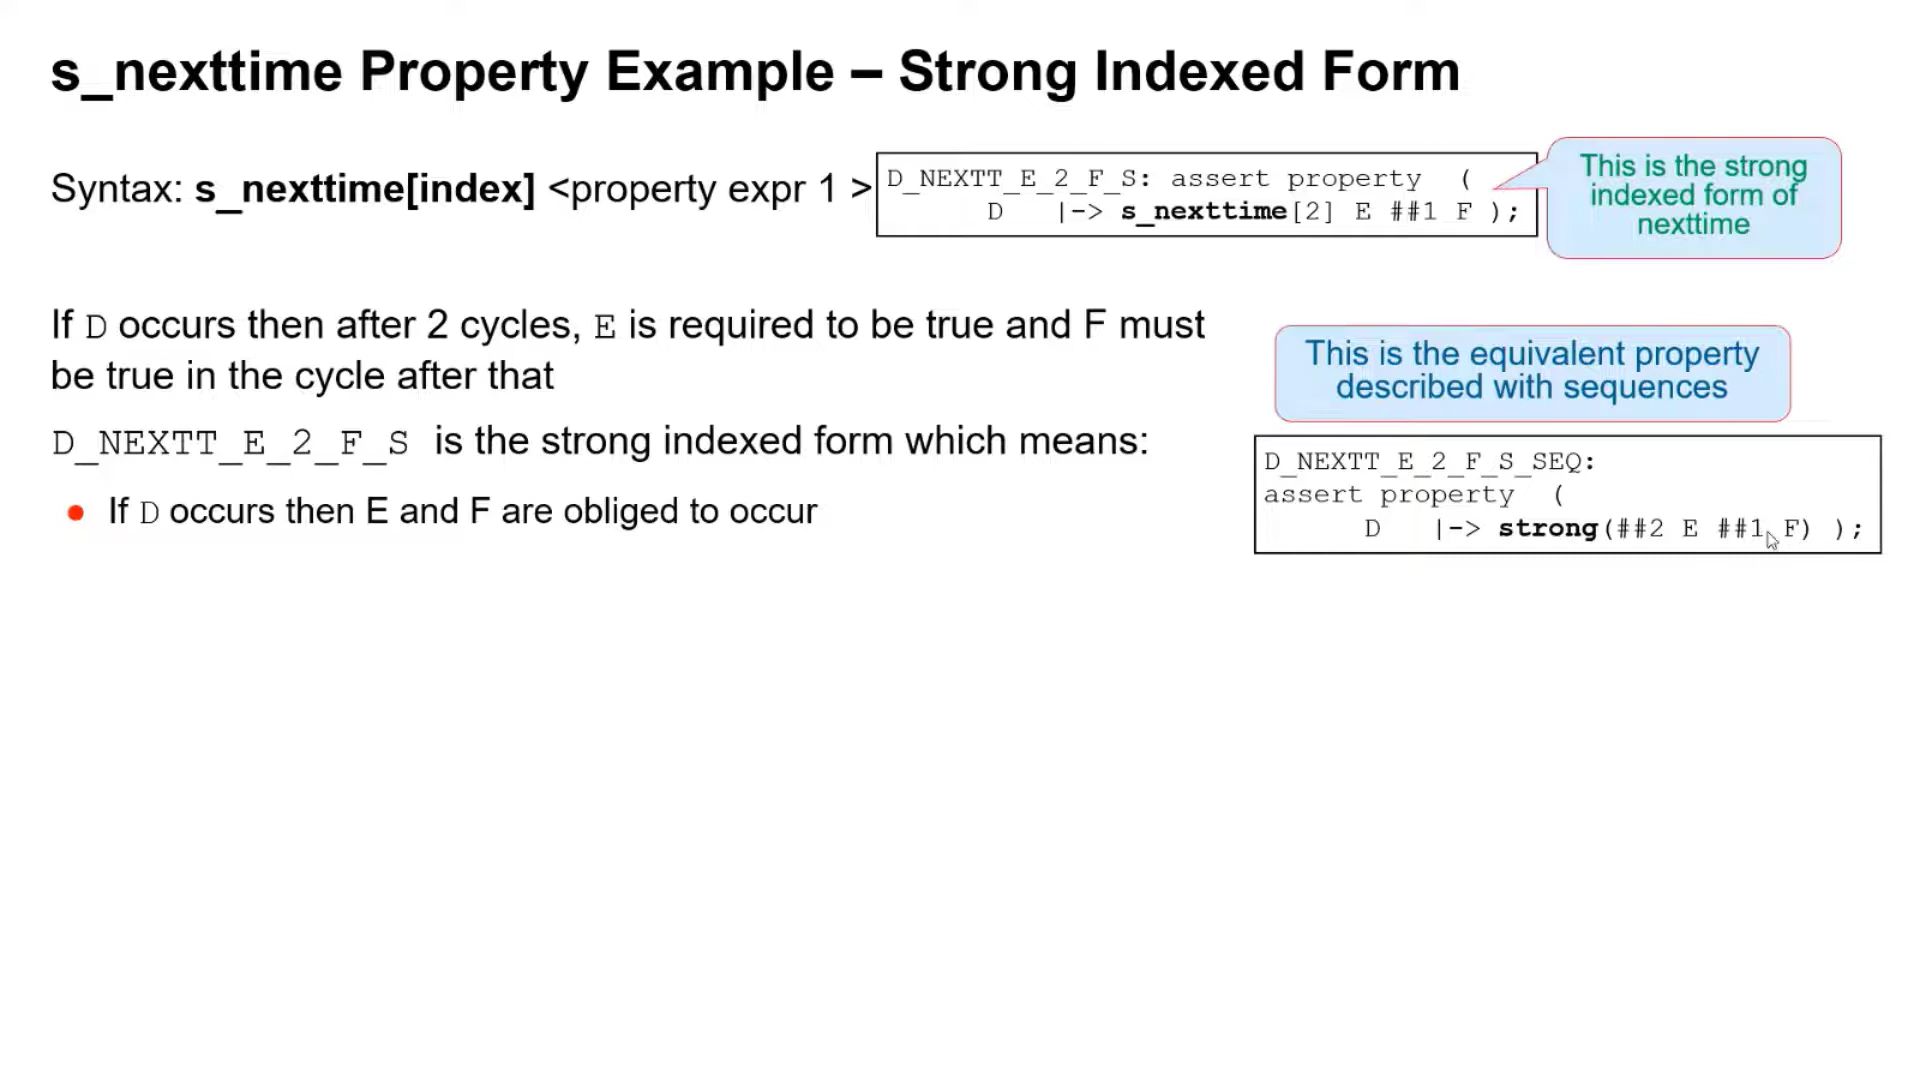 s_nexttime Property Example – Strong Indexed Form
Syntax: s_nexttime[index] <property expr 1 >
D_NEXTT_E_2_F_S: assert property (
D |-> s_nexttime[2] E ##1 F );
This is the strong
indexed form of
nexttime
If D occurs then after 2 cycles, E is required to be true and F must
be true in the cycle after that
This is the equivalent property
described with sequences
D_NEXTT_E_2_F_S is the strong indexed form which means:
D_NEXTT_E_2_F_S_SEQ:
assert property (
D |-> strong(##2 E ##1 F) );
● If D occurs then E and F are obliged to occur